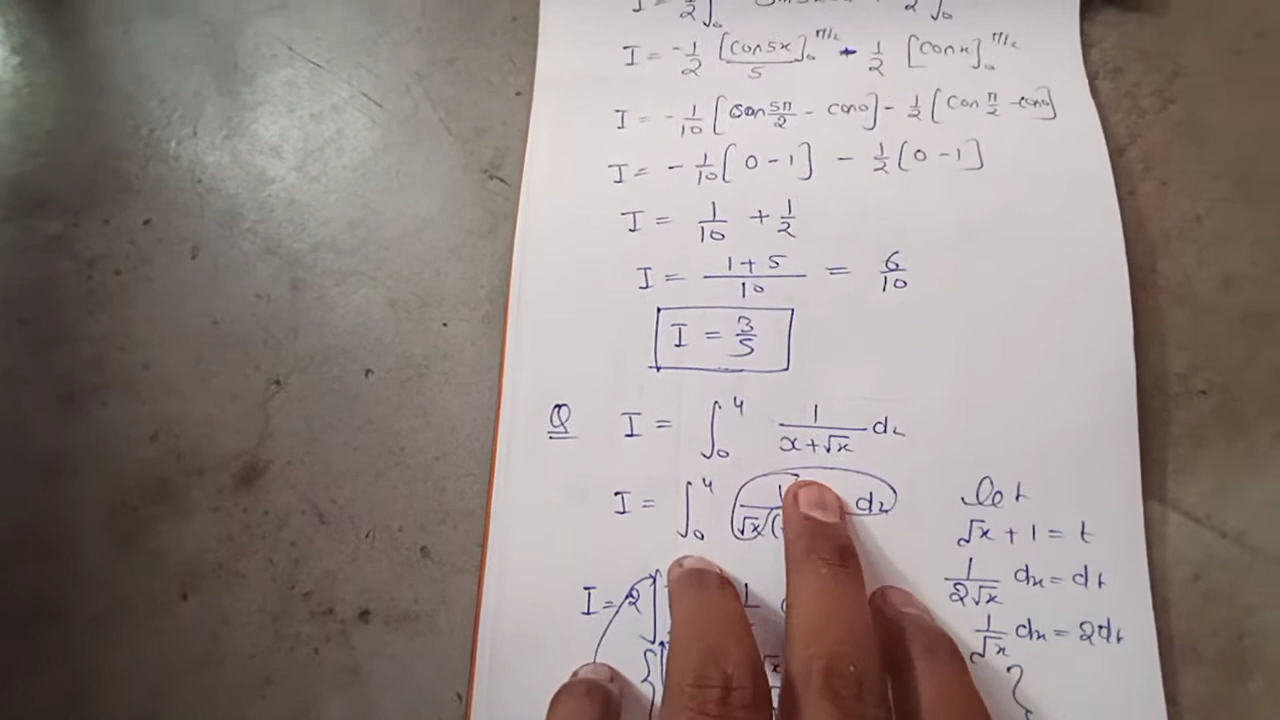 I = -1/2 [cos5x/5]₀^π/2 - 1/2 [cosx]₀^π/2
I = -1/10 [cos 5π/2 - cos0] - 1/2 [cos π/2 - cos0]
I = -1/10 [0 - 1] - 1/2 [0 - 1]
I = 1/10 + 1/2
I = (1+5)/10 = 6/10
I = 3/5
Q I = ∫₀⁴ 1/(x+√x) dx
I = ∫₀⁴ 1/√x( dx
let
√x + 1 = t
I = 2
1/(2√x) dx = dt
1/√x dx = 2dt